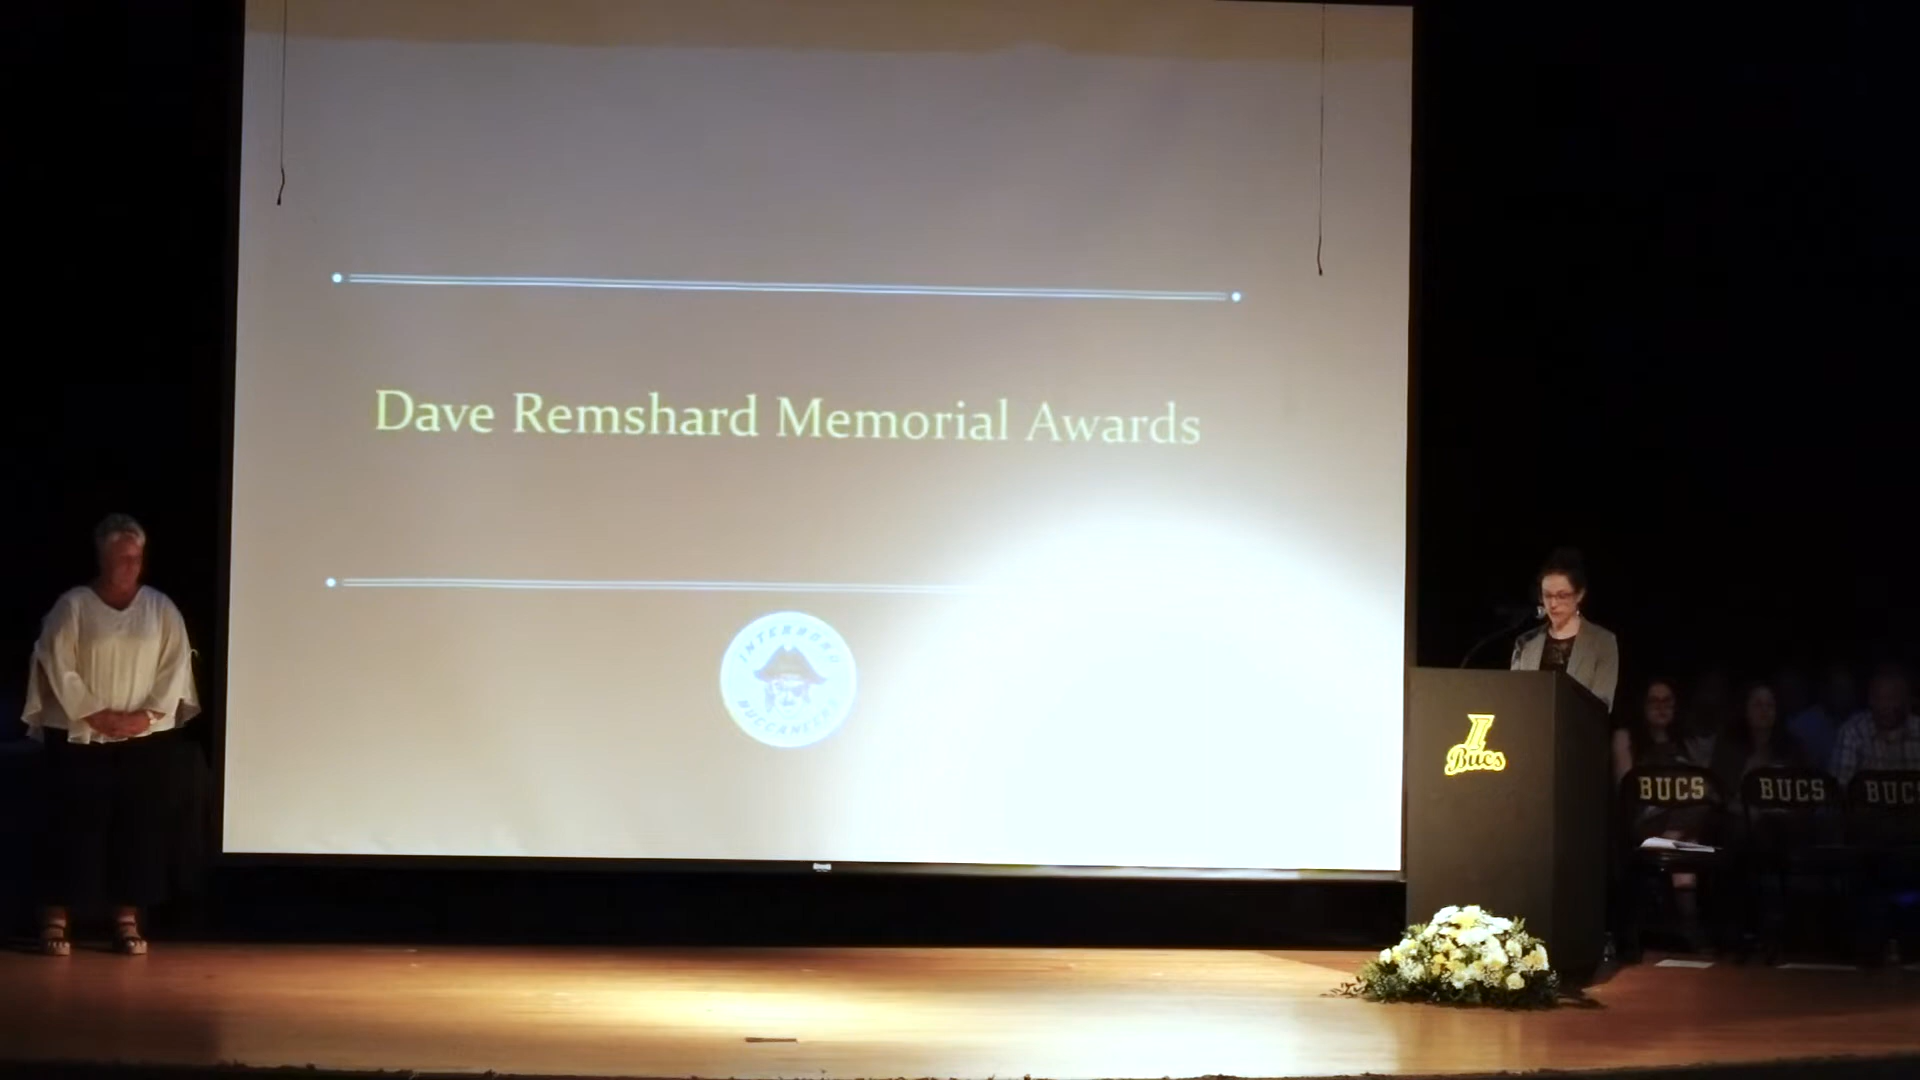 Dave Remshard Memorial Awards
INTERBORO
BUCCANEERS
I
Bucs
BUCS
BUCS
BUCS